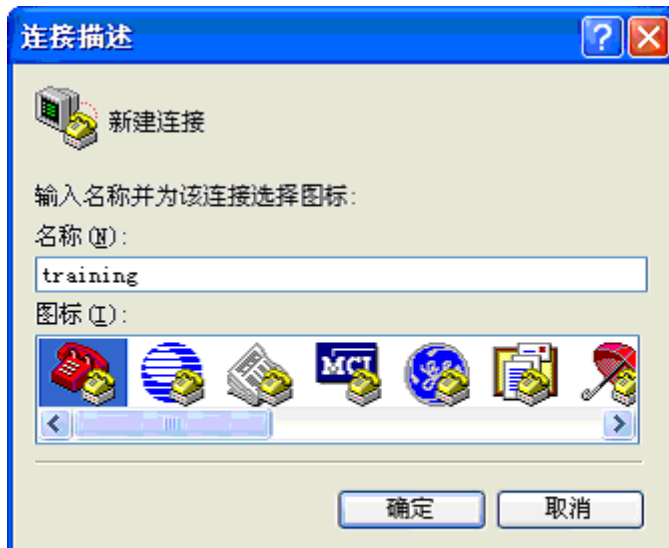 连接描述
新建连接
输入名称并为该连接选择图标:
名称(N):
training
图标(I):
MCI
确定 取消